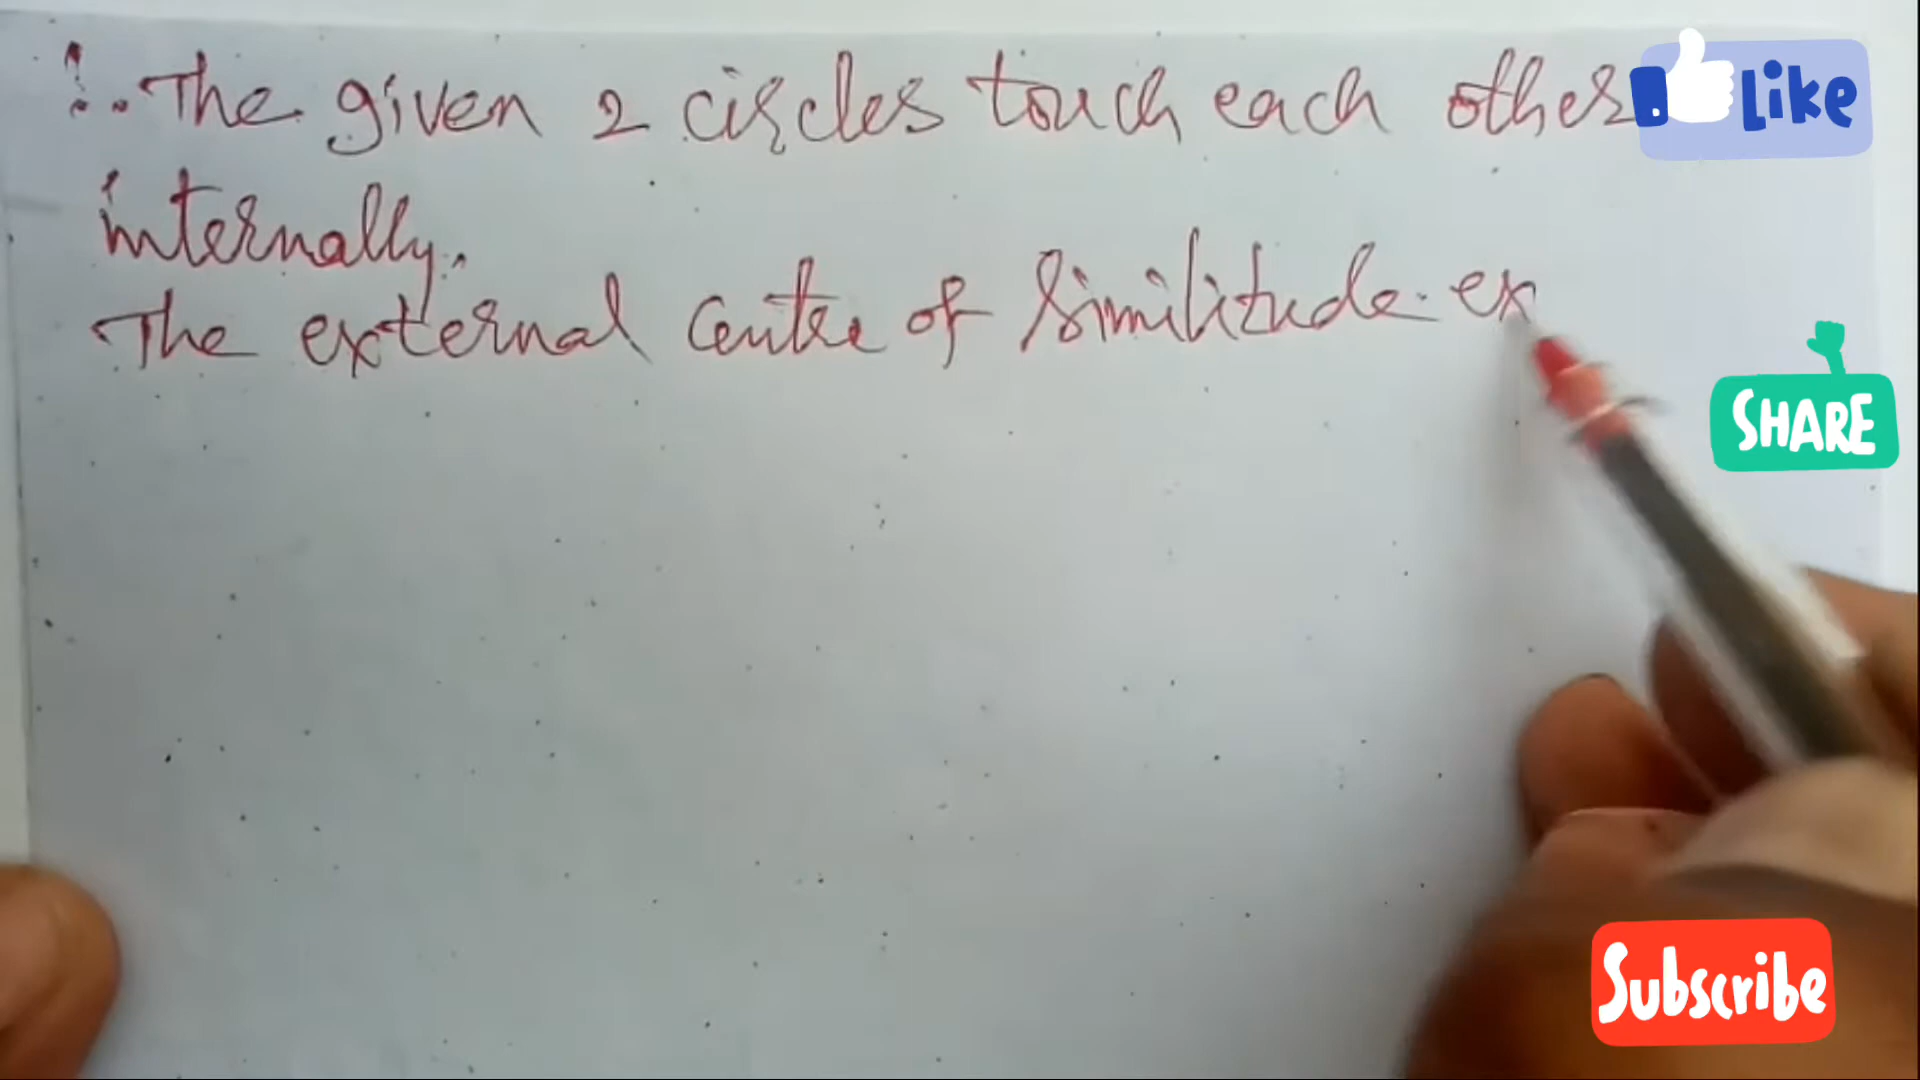 ∴ The given 2 circles touch each other
internally.
The external centre of Similitude ex
Like
SHARE
Subscribe